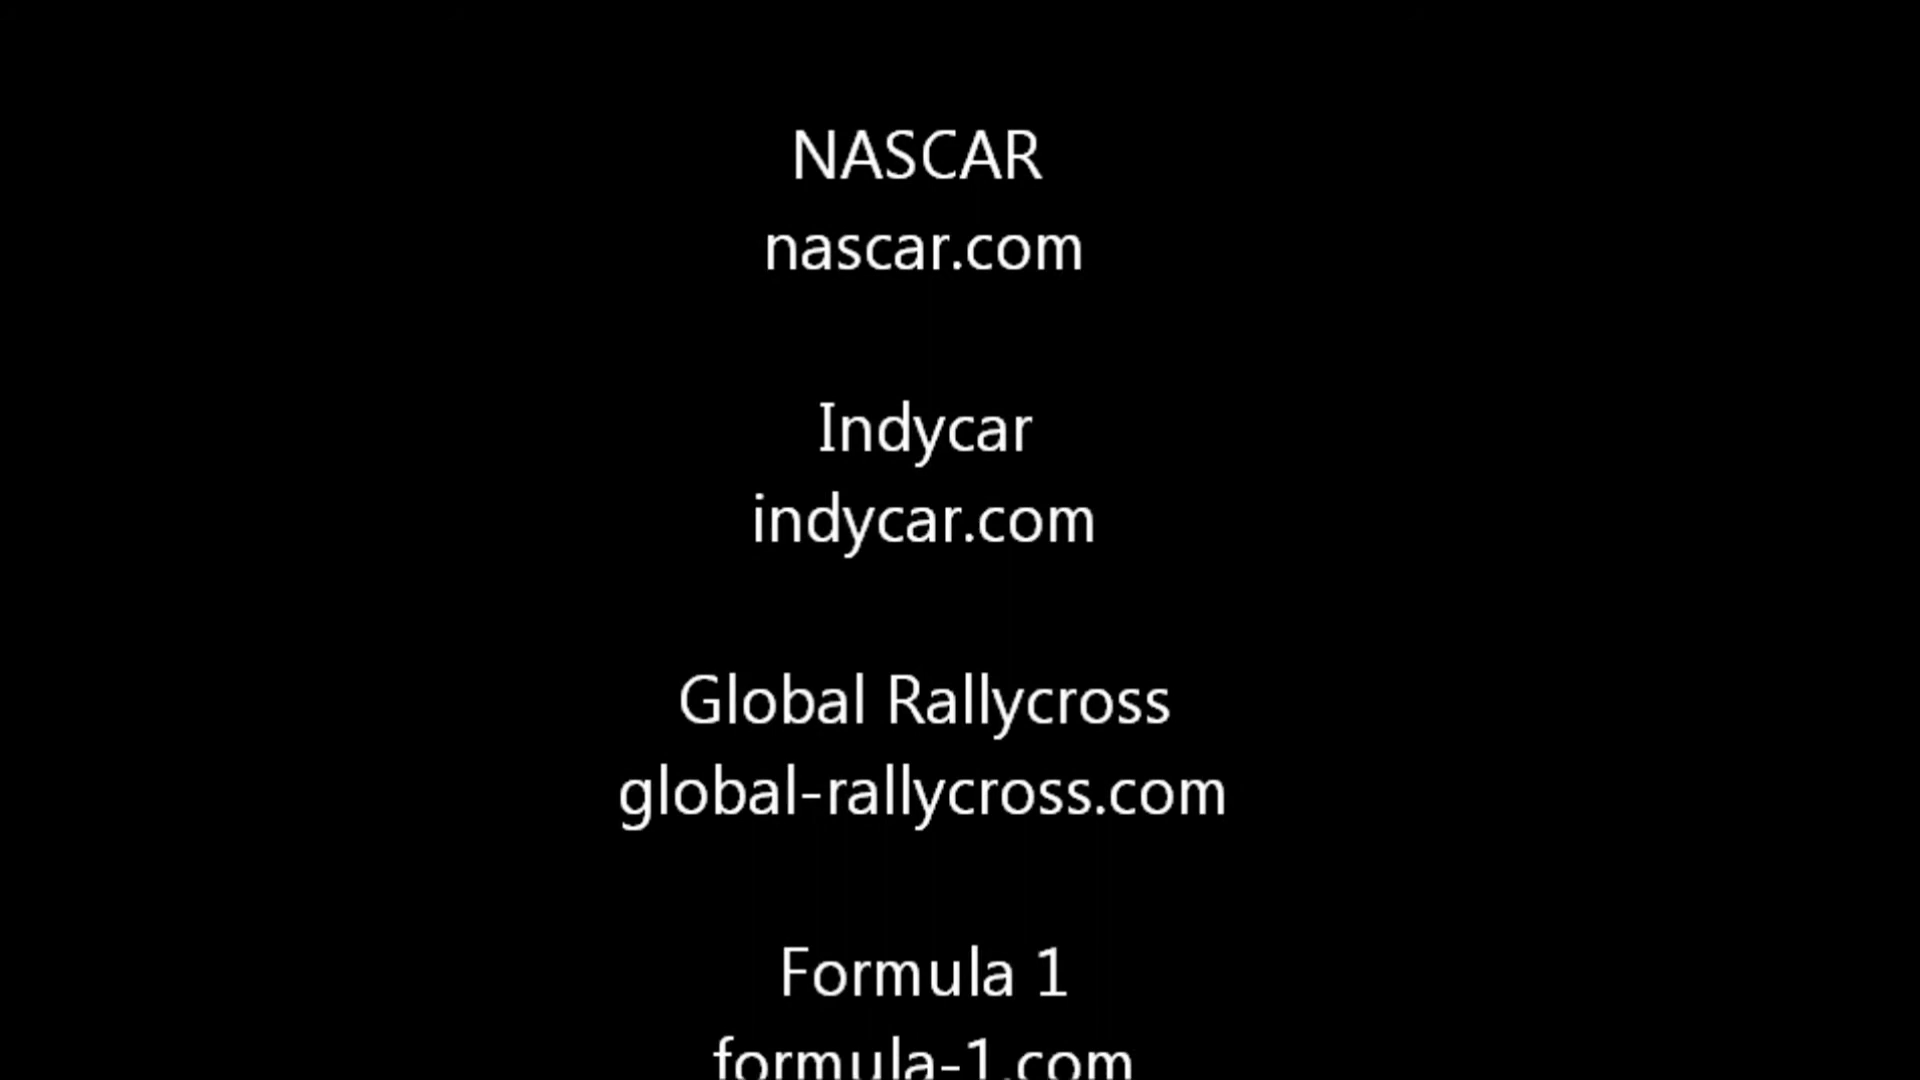 NASCAR
nascar.com
Indycar
indycar.com
Global Rallycross
global-rallycross.com
Formula 1
formula-1.com